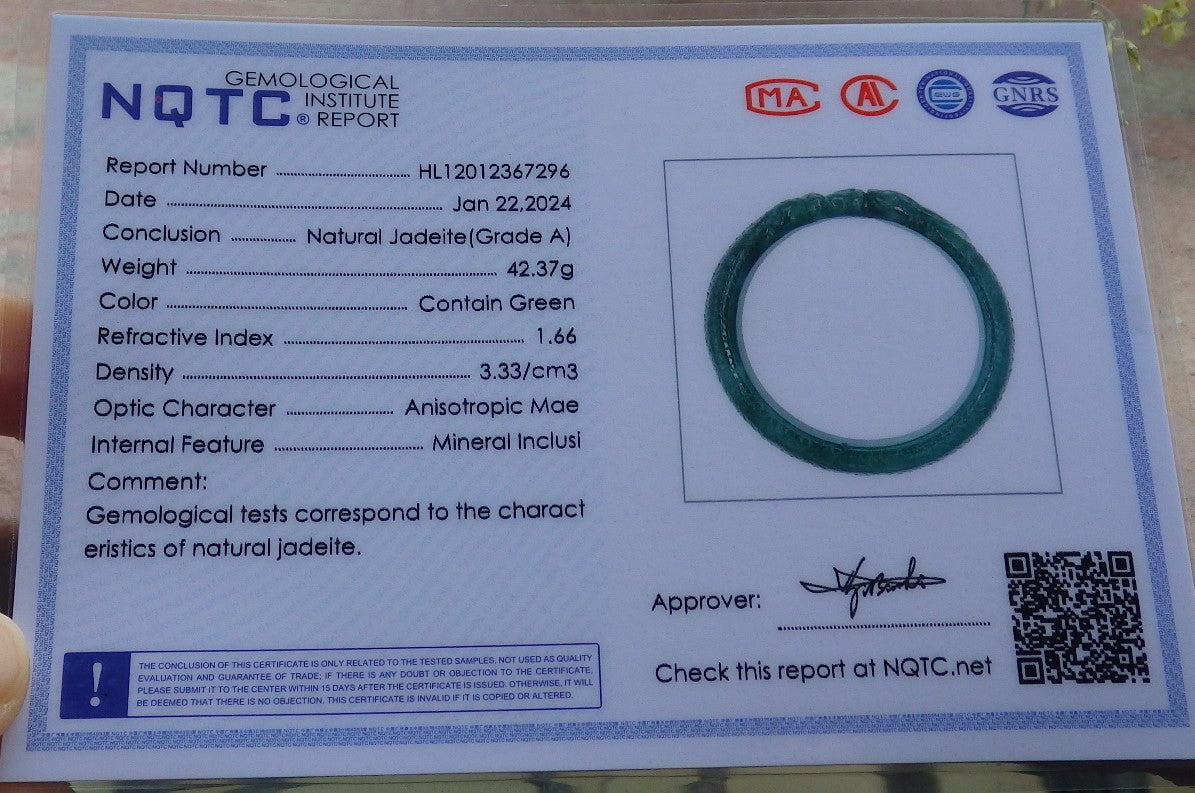 NQTC® GEMOLOGICAL
INSTITUTE
REPORT
MA
GNRS
Report Number ........ HL12012367296
Date ........ Jan 22,2024
Conclusion ........ Natural Jadeite(Grade A)
Weight ........ 42.37g
Color ........ Contain Green
Refractive Index ........ 1.66
Density ........ 3.33/cm3
Optic Character ........ Anisotropic Mae
Internal Feature ........ Mineral Inclusi
Comment:
Gemological tests correspond to the charact
eristics of natural jadeite.
Approver:
Check this report at NQTC.net
! THE CONCLUSION OF THIS CERTIFICATE IS ONLY RELATED TO THE TESTED SAMPLES, NOT USED AS QUALITY
EVALUATION AND GUARANTEE OF TRADE; IF THERE IS ANY DOUBT OR OBJECTION TO THE CERTIFICATE,
PLEASE SUBMIT IT TO THE CENTER WITHIN 15 DAYS AFTER THE CERTIFICATE IS ISSUED. OTHERWISE, IT WILL
BE DEEMED THAT THERE IS NO OBJECTION. THIS CERTIFICATE IS INVALID IF IT IS COPIED OR ALTERED.